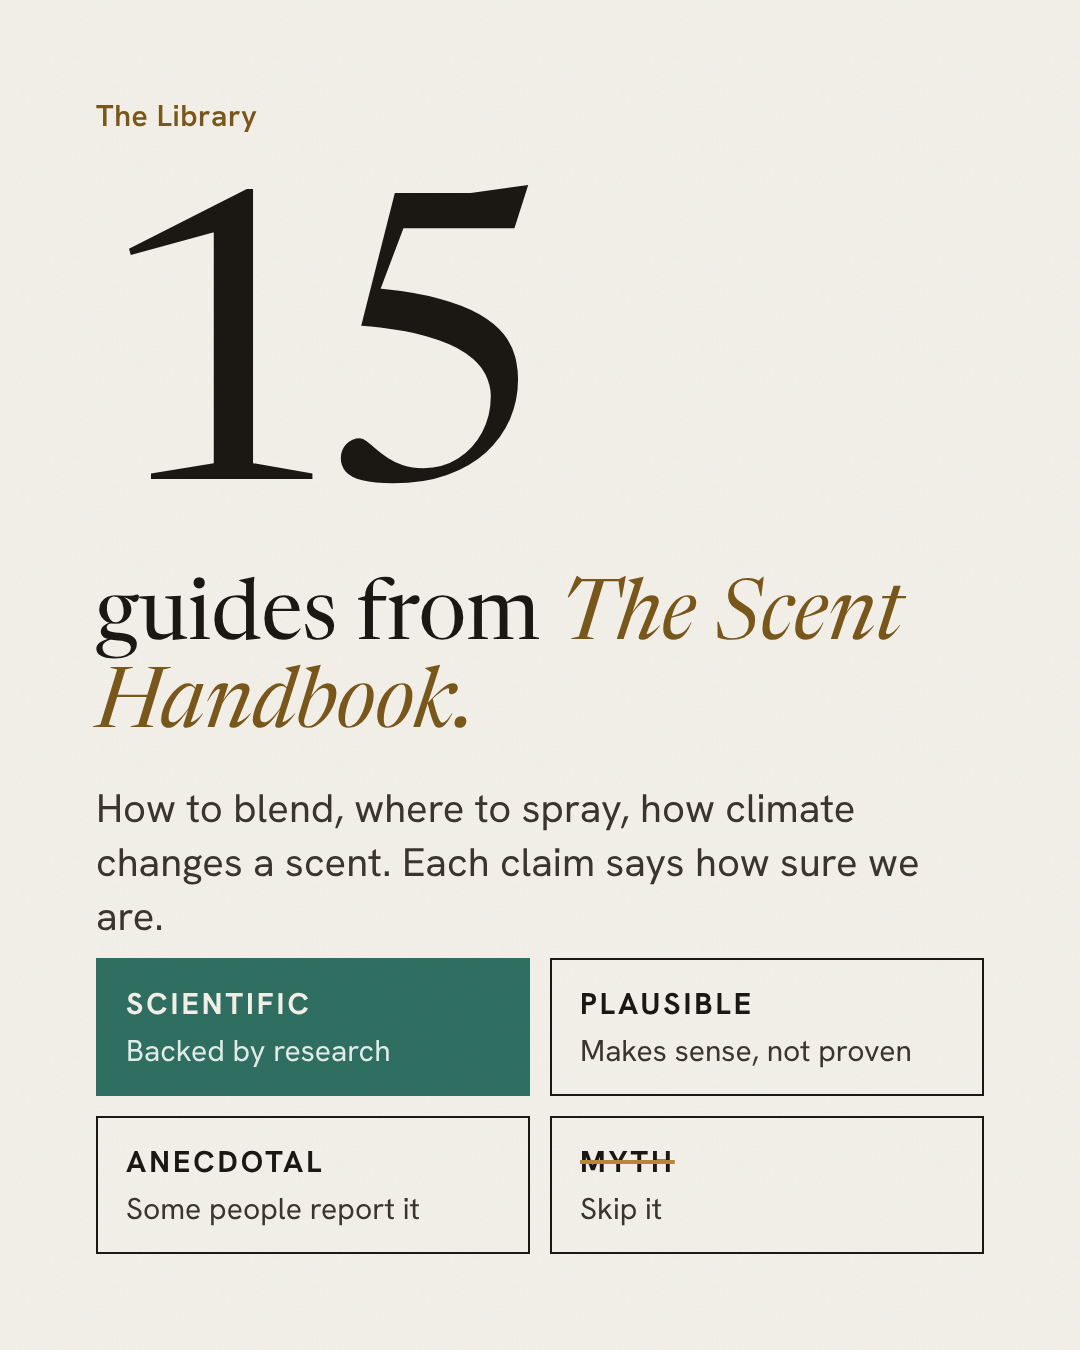 The Library
15
guides from The Scent
Handbook.
How to blend, where to spray, how climate
changes a scent. Each claim says how sure we
are.
SCIENTIFIC
Backed by research
PLAUSIBLE
Makes sense, not proven
ANECDOTAL
Some people report it
MYTH
Skip it